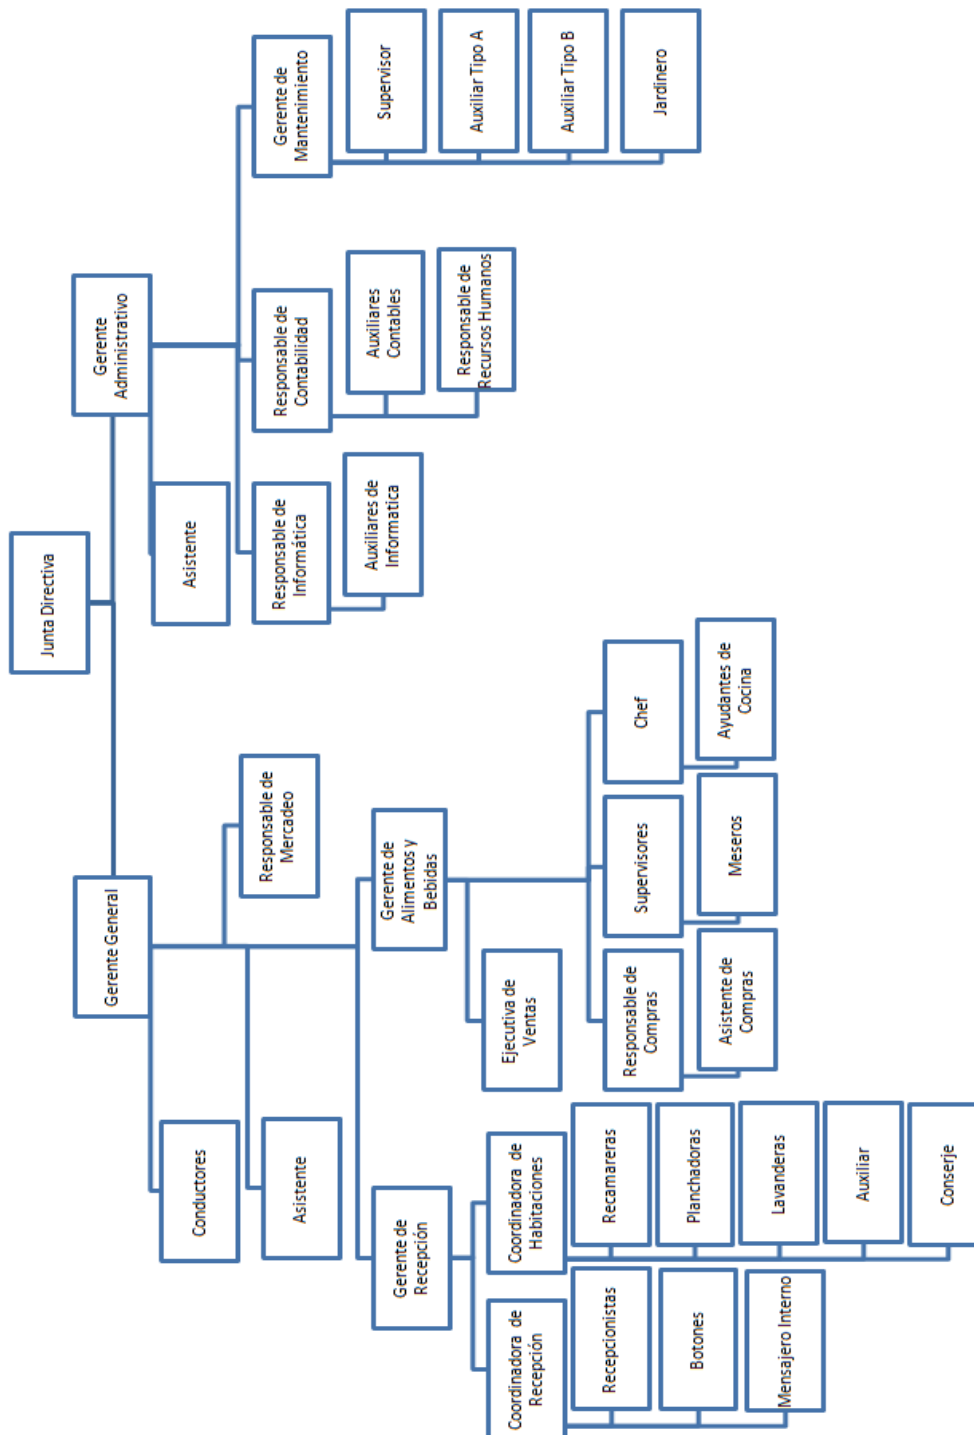 Junta Directiva
Gerente General
Gerente
Administrativo
Conductores
Asistente
Responsable de
Mercadeo
Asistente
Gerente de
Recepción
Gerente de
Alimentos y
Bebidas
Responsable de
Informática
Responsable de
Contabilidad
Gerente de
Mantenimiento
Coordinadora de
Recepción
Coordinadora de
Habitaciones
Ejecutiva de
Ventas
Auxiliares de
Informatica
Auxiliares
Contables
Responsable de
Recursos Humanos
Supervisor
Auxiliar Tipo A
Auxiliar Tipo B
Jardinero
Recepcionistas
Botones
Mensajero Interno
Recamareras
Planchadoras
Lavanderas
Auxiliar
Conserje
Responsable de
Compras
Supervisores
Chef
Asistente de
Compras
Meseros
Ayudantes de
Cocina